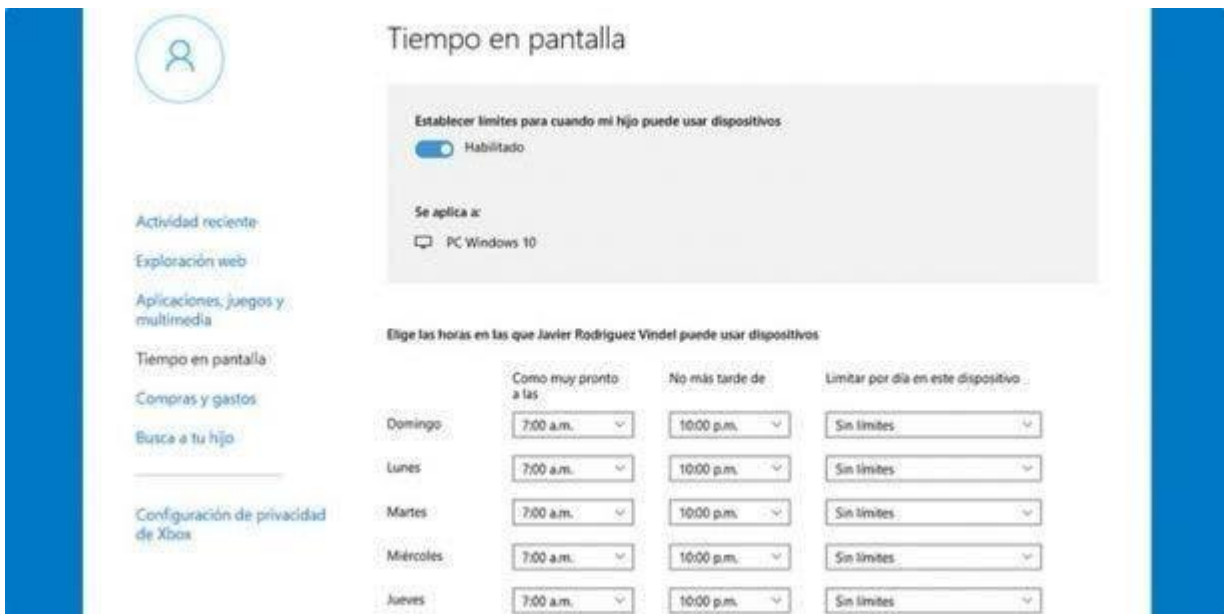 Tiempo en pantalla
Establecer límites para cuando mi hijo puede usar dispositivos
Habilitado
Se aplica a:
PC Windows 10
Actividad reciente
Exploración web
Aplicaciones, juegos y
multimedia
Tiempo en pantalla
Compras y gastos
Busca a tu hijo
Configuración de privacidad
de Xbox
Elige las horas en las que Javier Rodriguez Vindel puede usar dispositivos
Como muy pronto
a las
No más tarde de
Limitar por día en este dispositivo
Domingo 7:00 a.m. 10:00 p.m. Sin límites
Lunes 7:00 a.m. 10:00 p.m. Sin límites
Martes 7:00 a.m. 10:00 p.m. Sin límites
Miércoles 7:00 a.m. 10:00 p.m. Sin límites
Jueves 7:00 a.m. 10:00 p.m. Sin límites